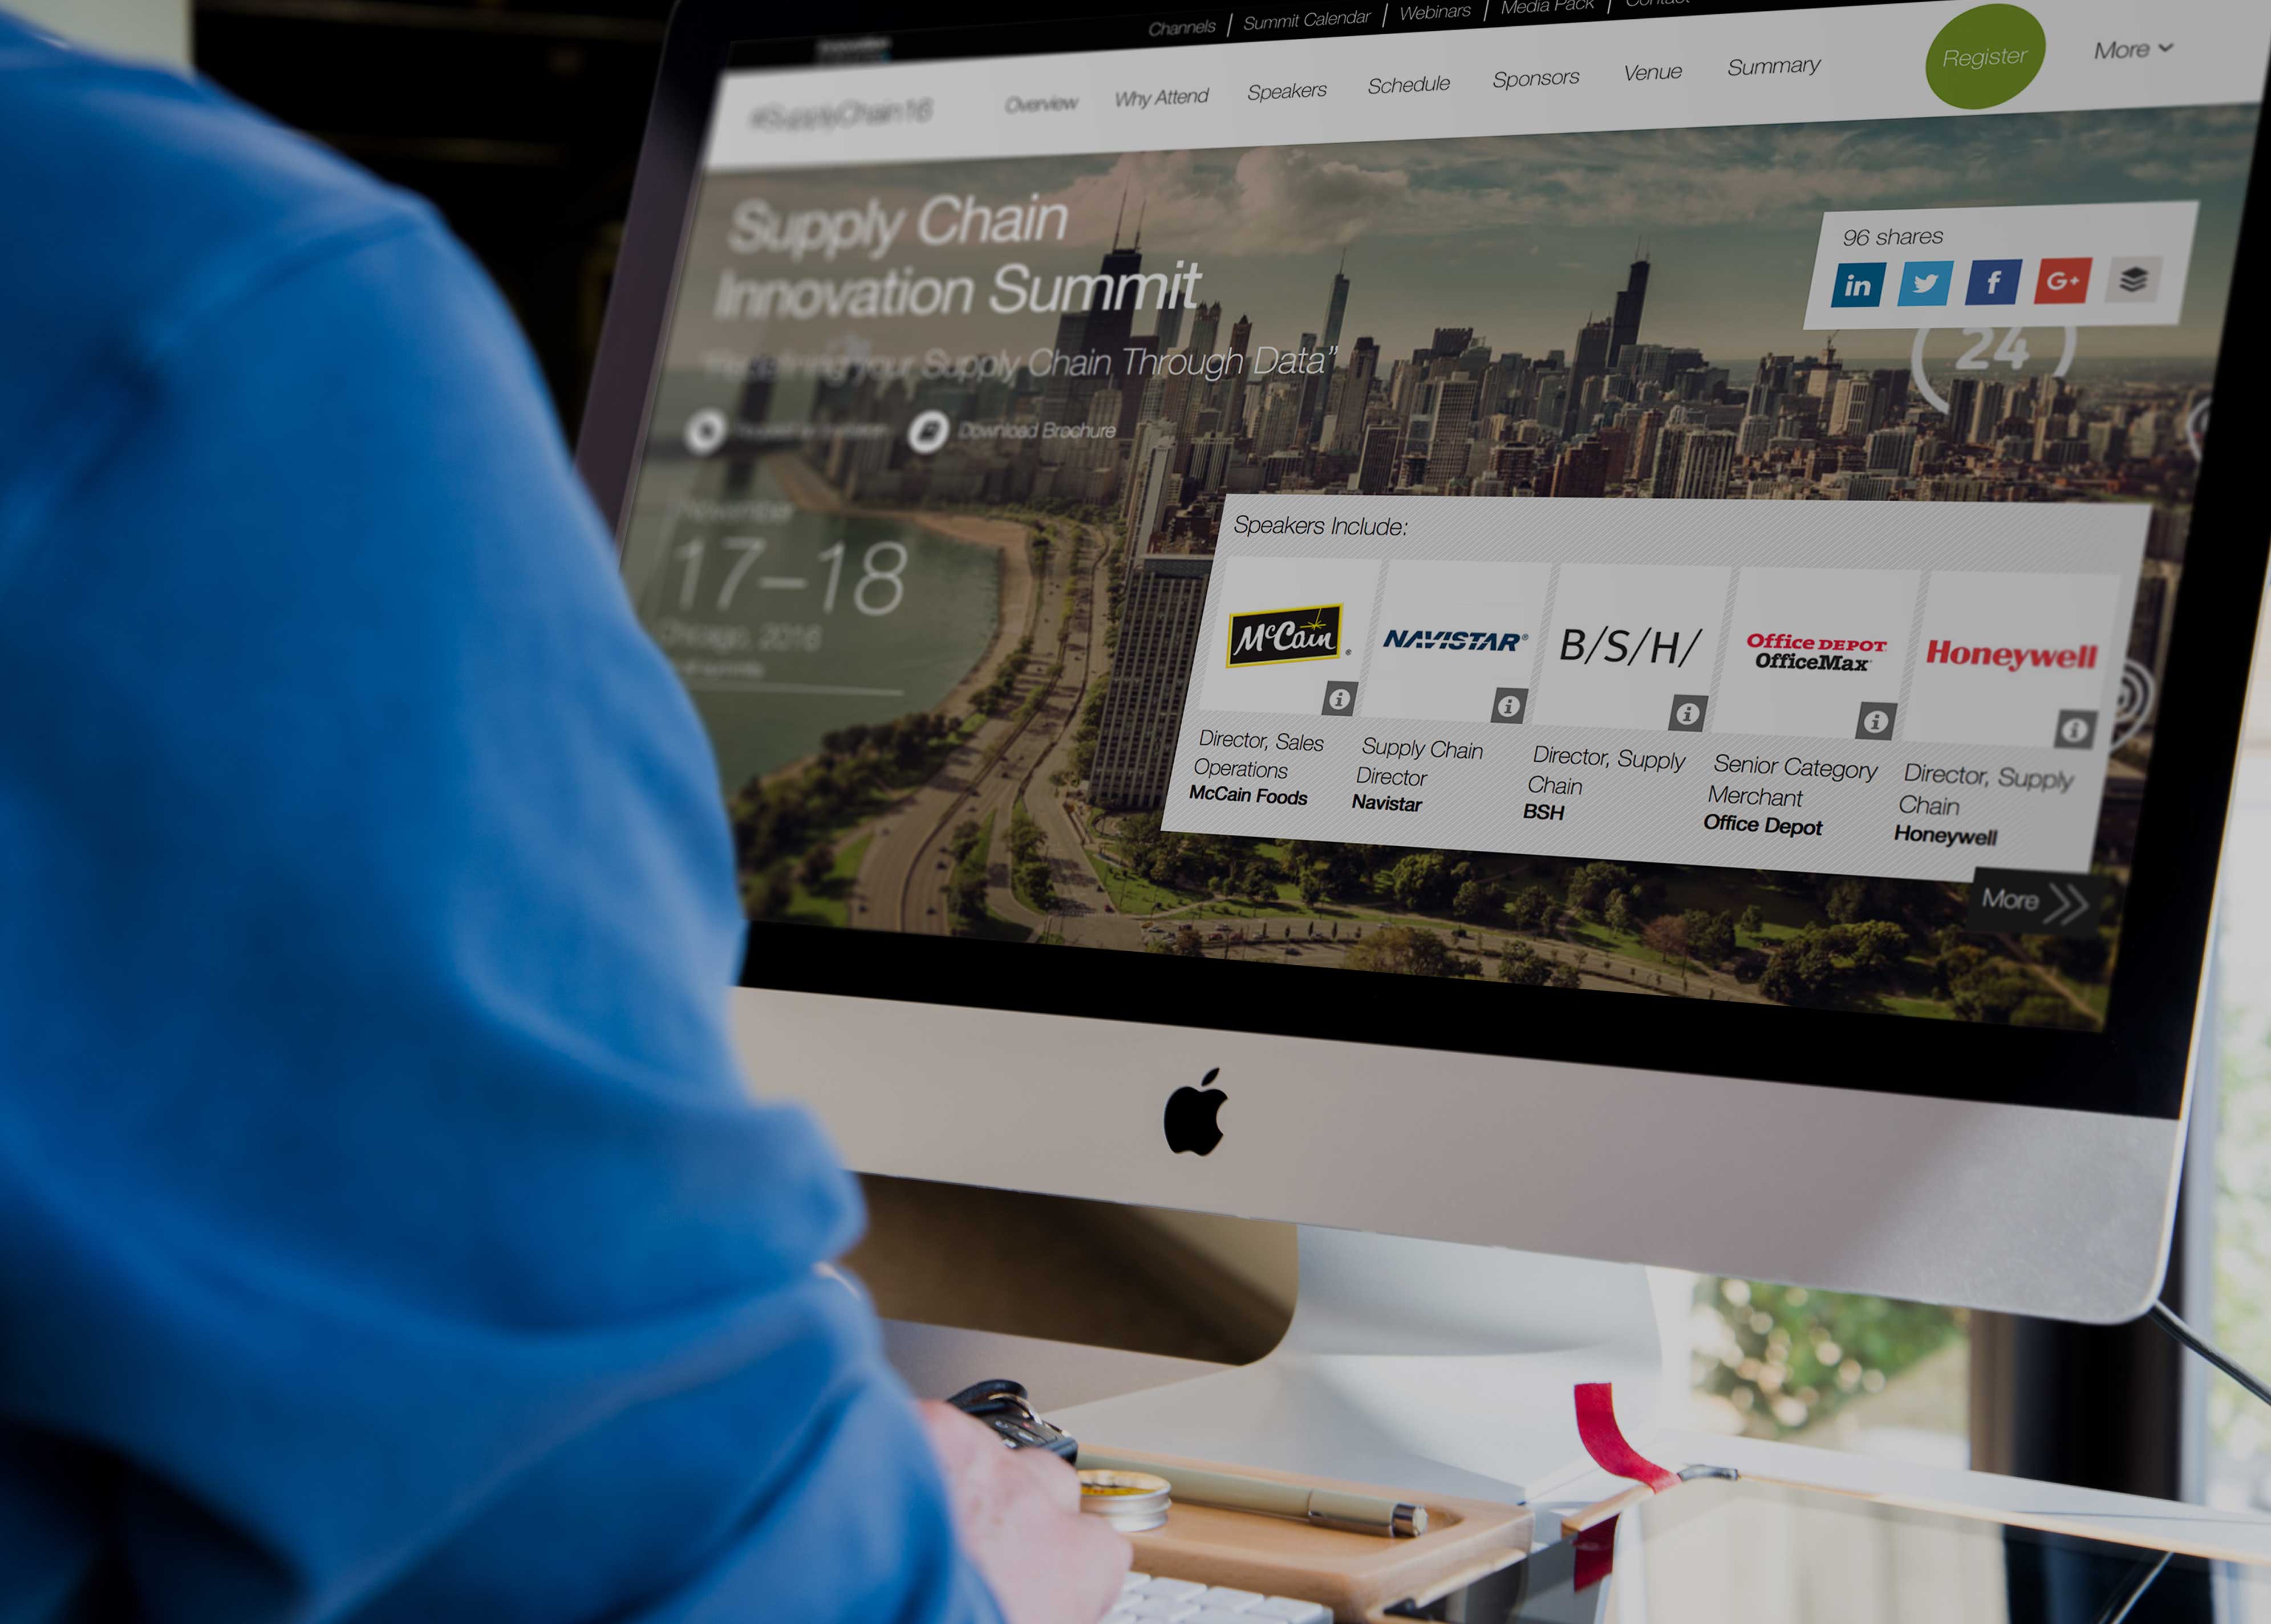 Channels | Summit Calendar | Webinars | Media Pack | Contact
#SupplyChain16
Overview
Why Attend
Speakers
Schedule
Sponsors
Venue
Summary
Register
More
Supply Chain
Innovation Summit
your Supply Chain Through Data”
Download Brochure
November
17–18
Chicago, 2016
96 shares
in
f
G+
24
Speakers Include:
McCain®
NAVISTAR®
B/S/H/
Office DEPOT
OfficeMax
Honeywell
Director, Sales
Operations
McCain Foods
Supply Chain
Director
Navistar
Director, Supply
Chain
BSH
Senior Category
Merchant
Office Depot
Director, Supply
Chain
Honeywell
More